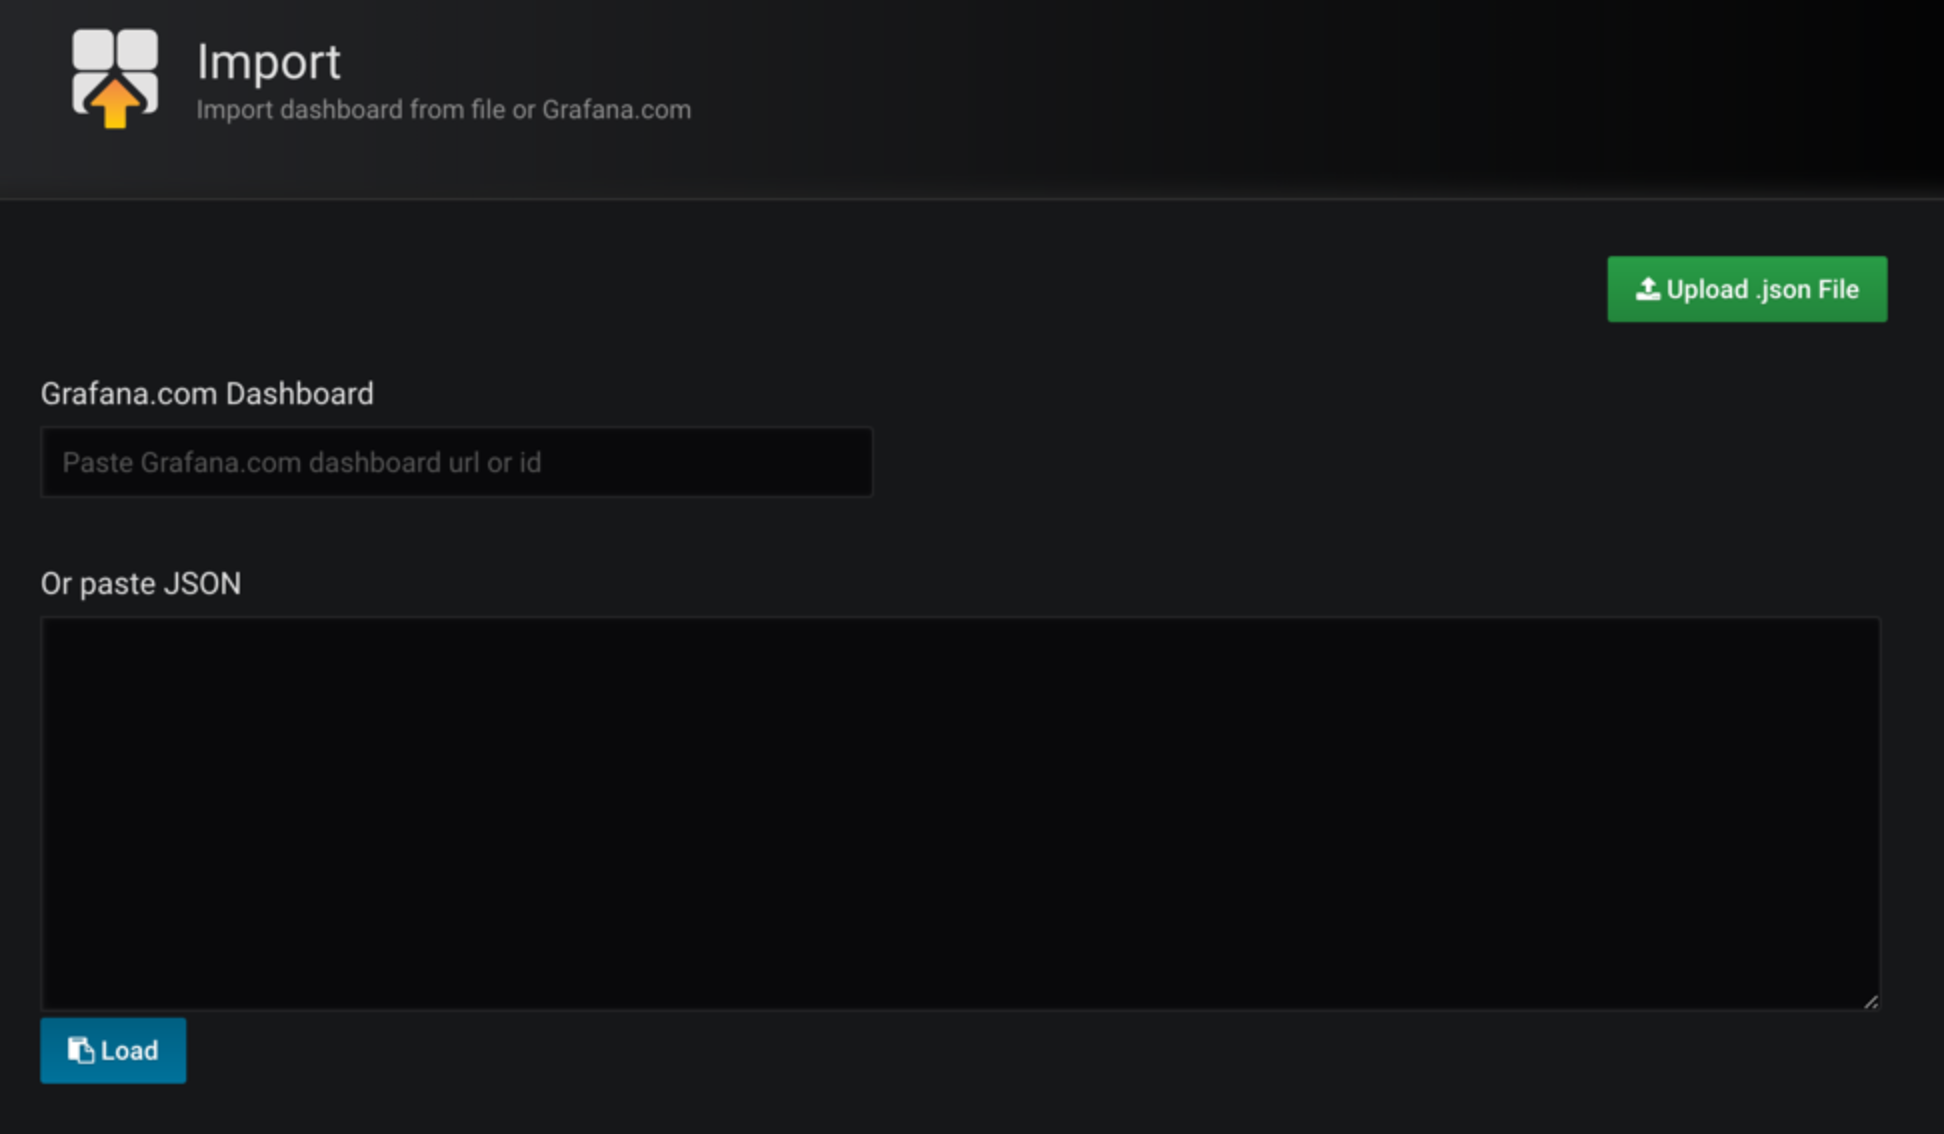 Import
Import dashboard from file or Grafana.com
Upload .json File
Grafana.com Dashboard
Paste Grafana.com dashboard url or id
Or paste JSON
Load